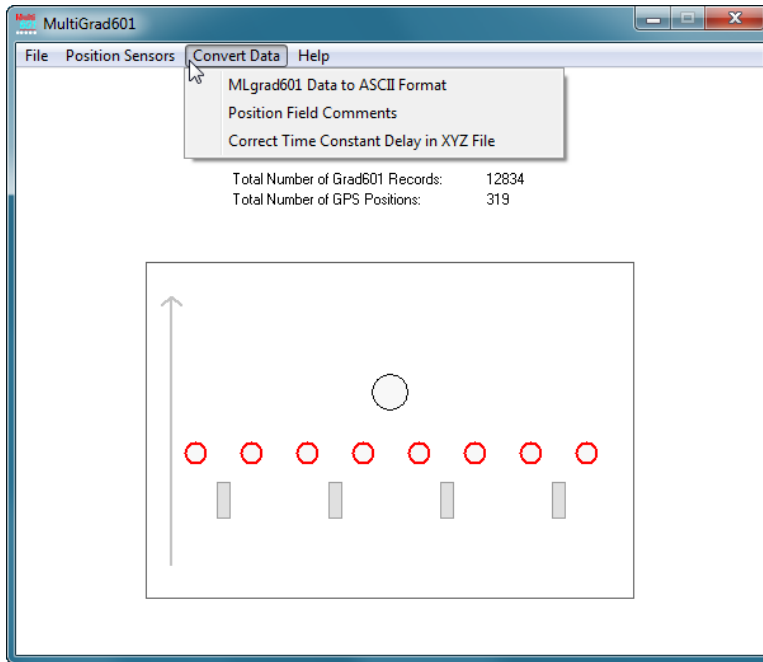 MultiGrad601
File Position Sensors Convert Data Help
MLgrad601 Data to ASCII Format
Position Field Comments
Correct Time Constant Delay in XYZ File
Total Number of Grad601 Records: 12834
Total Number of GPS Positions: 319